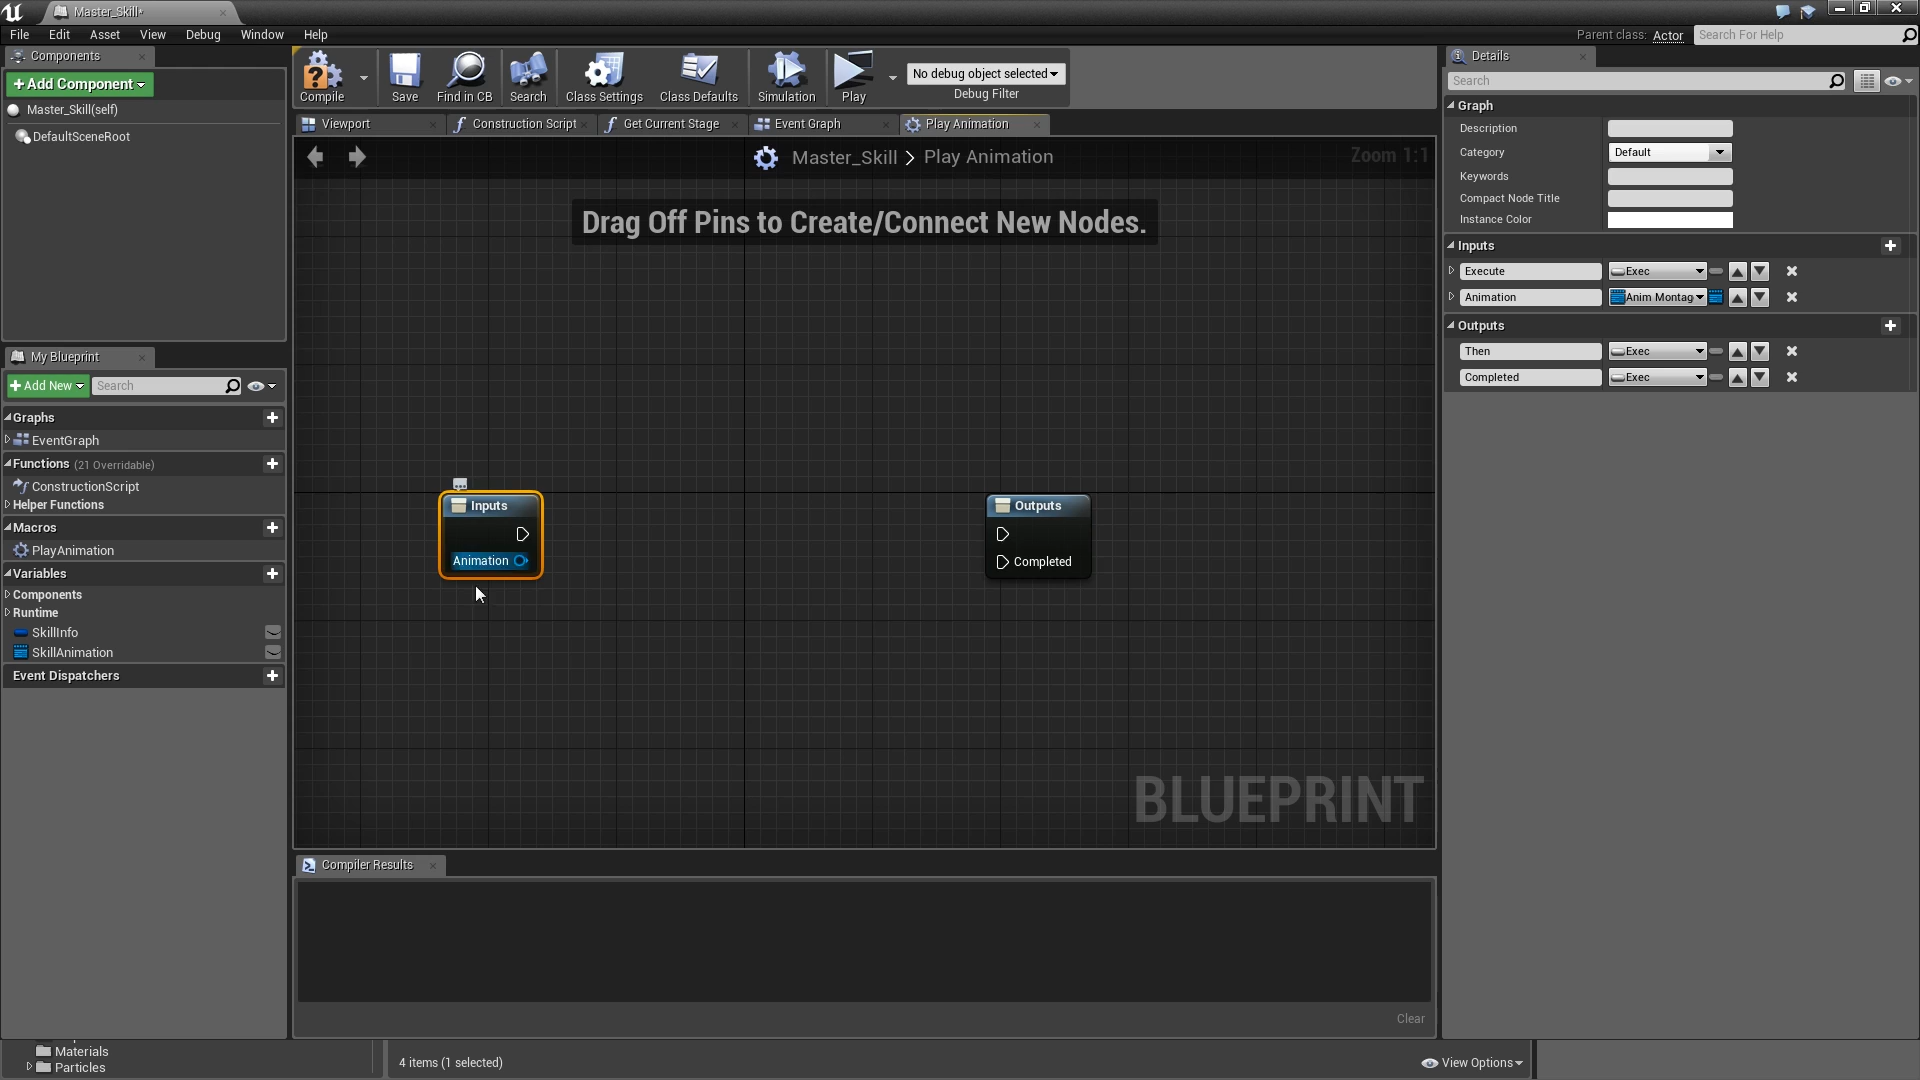 Master_Skill*
File Edit Asset View Debug Window Help
Parent class: Actor Search For Help
Components
+Add Component
Master_Skill(self)
DefaultSceneRoot
Compile Save Find in CB Search Class Settings Class Defaults Simulation Play
No debug object selected
Debug Filter
Viewport Construction Script Get Current Stage Event Graph Play Animation
Master_Skill > Play Animation
Zoom 1:1
Drag Off Pins to Create/Connect New Nodes.
Inputs
Animation
Outputs
Completed
BLUEPRINT
My Blueprint
+Add New Search
Graphs
EventGraph
Functions (21 Overridable)
ConstructionScript
Helper Functions
Macros
PlayAnimation
Variables
Components
Runtime
SkillInfo
SkillAnimation
Event Dispatchers
Compiler Results
Clear
Details
Search
Graph
Description
Category Default
Keywords
Compact Node Title
Instance Color
Inputs
Execute Exec
Animation Anim Montag
Outputs
Then Exec
Completed Exec
Materials
Particles
4 items (1 selected)
View Options